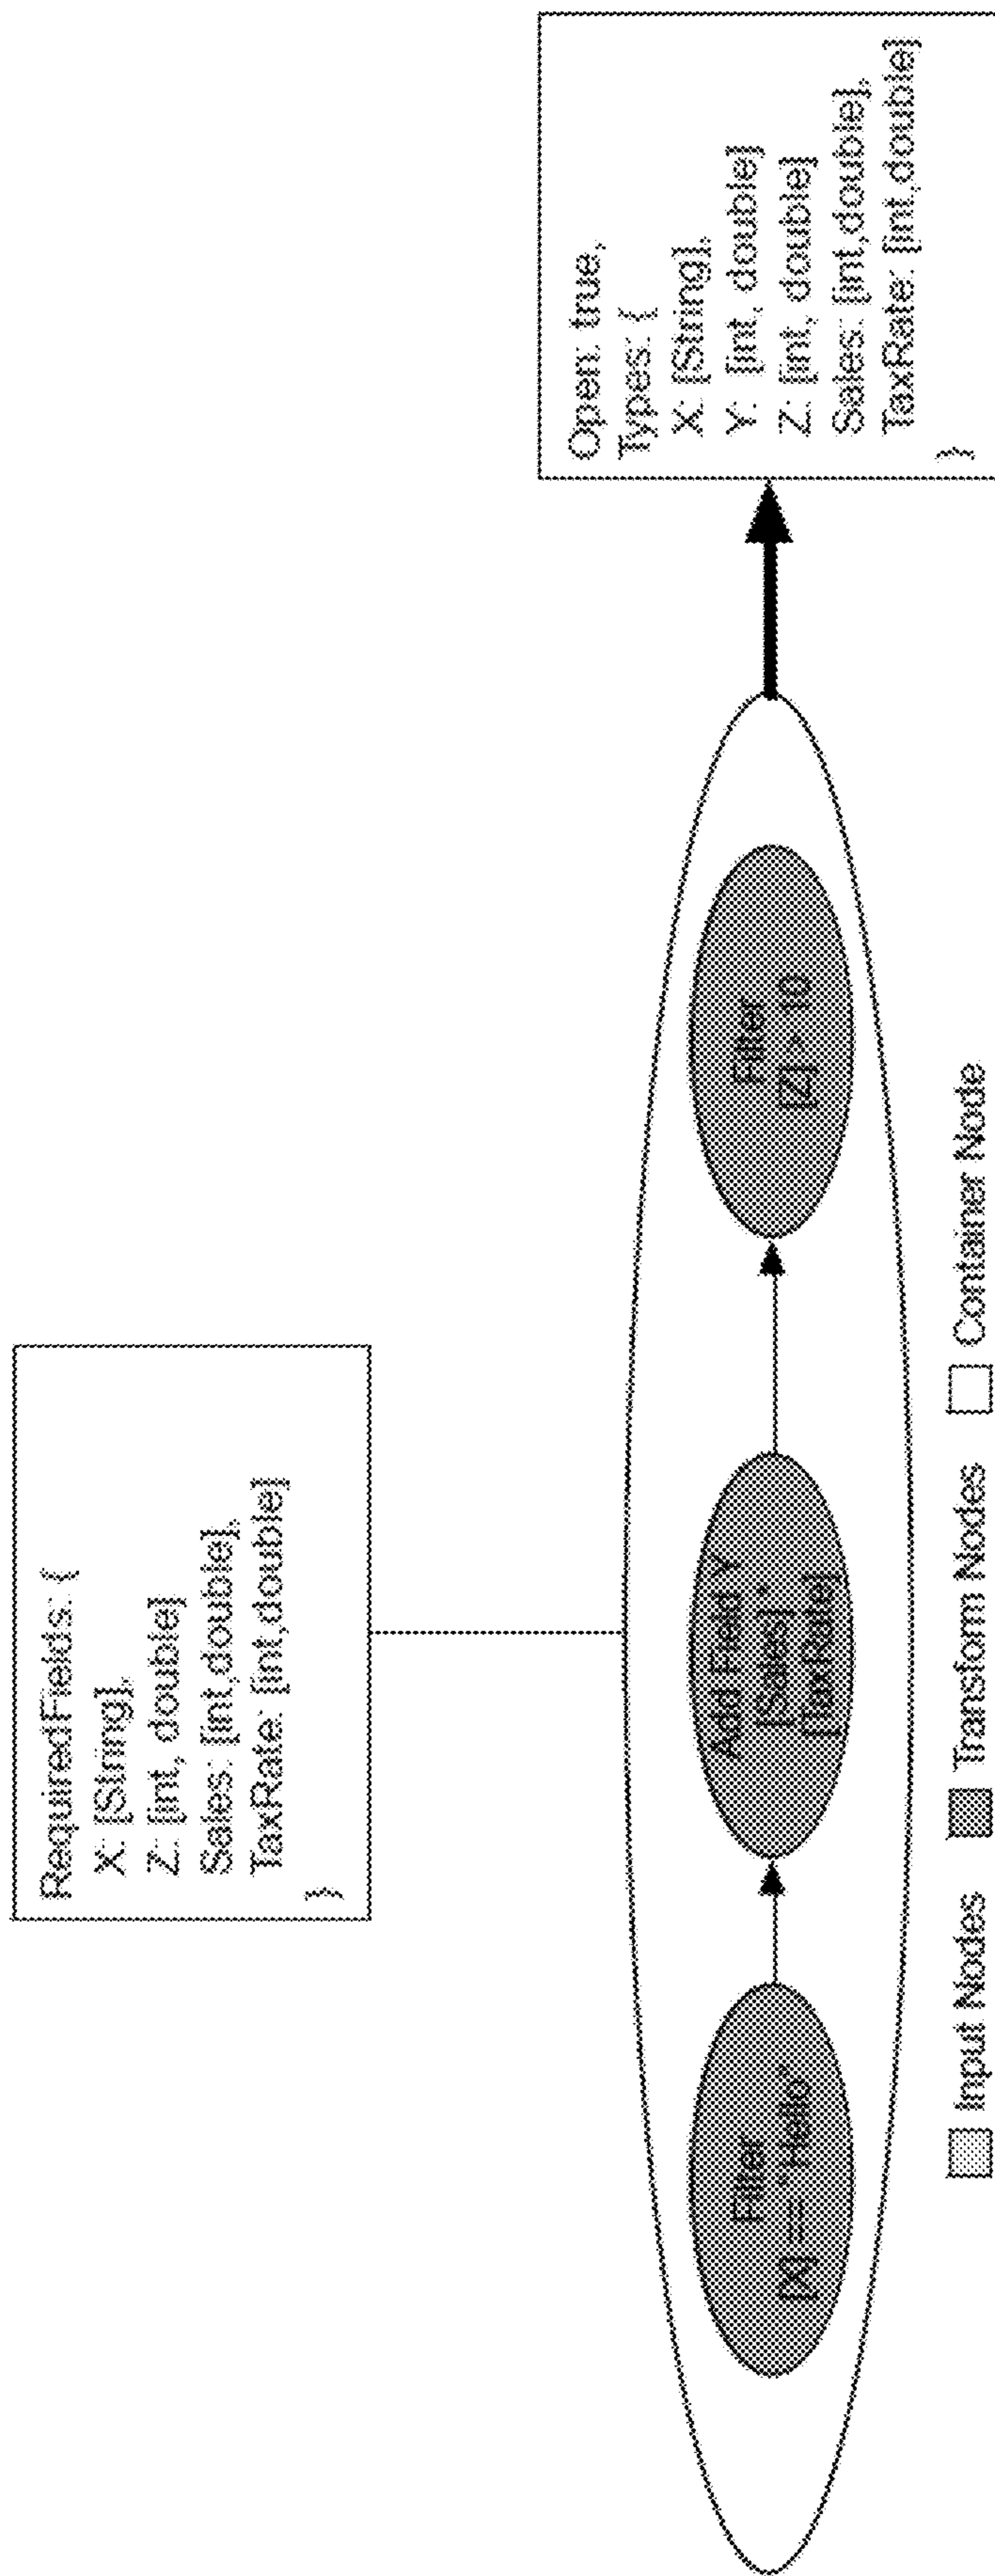 RequiredFields: {
X: [String],
Z: [int, double]
Sales: [int,double],
TaxRate: [int,double]
}
Filter
[X] == "Hello"
Add Field Y
[Sales] *
[TaxRate]
Filter
[Z] > 10
Open: true,
Types: {
X: [String],
Y: [int, double]
Z: [int, double]
Sales: [int,double],
TaxRate: [int,double]
}
Input Nodes
Transform Nodes
Container Node